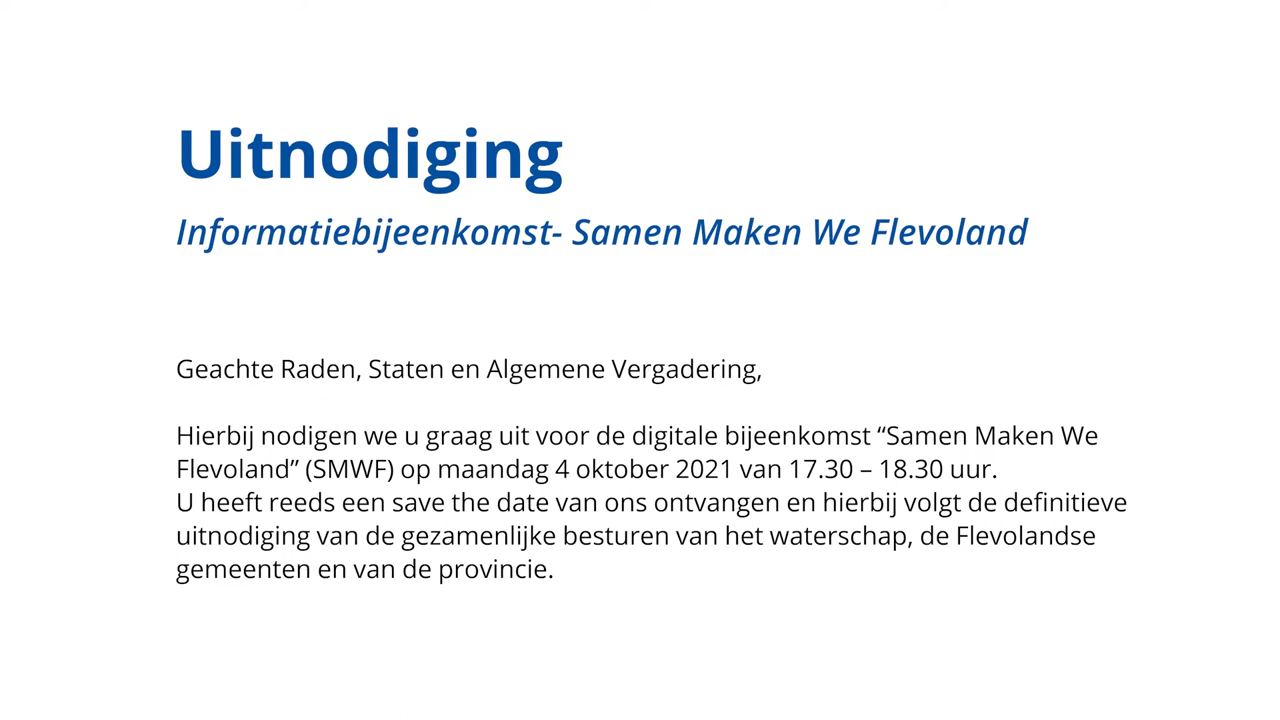 Uitnodiging
Informatiebijeenkomst- Samen Maken We Flevoland
Geachte Raden, Staten en Algemene Vergadering,
Hierbij nodigen we u graag uit voor de digitale bijeenkomst “Samen Maken We
Flevoland” (SMWF) op maandag 4 oktober 2021 van 17.30 – 18.30 uur.
U heeft reeds een save the date van ons ontvangen en hierbij volgt de definitieve
uitnodiging van de gezamenlijke besturen van het waterschap, de Flevolandse
gemeenten en van de provincie.